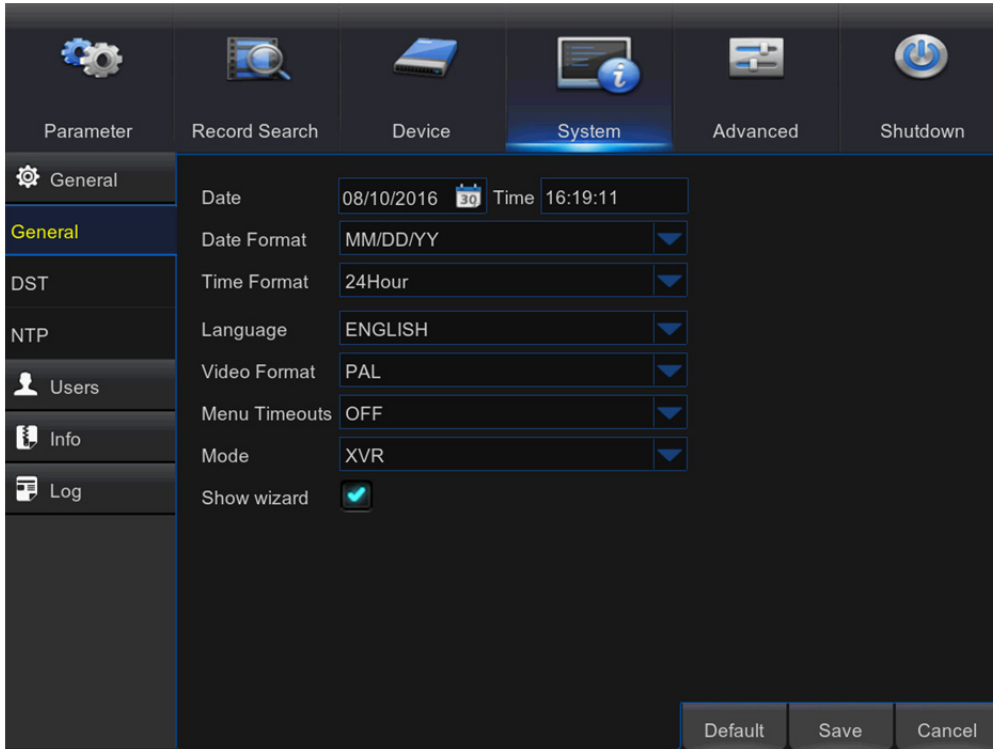 Parameter Record Search Device System Advanced Shutdown
General
General
DST
NTP
Users
Info
Log
Date 08/10/2016 30 Time 16:19:11
Date Format MM/DD/YY
Time Format 24Hour
Language ENGLISH
Video Format PAL
Menu Timeouts OFF
Mode XVR
Show wizard
Default Save Cancel